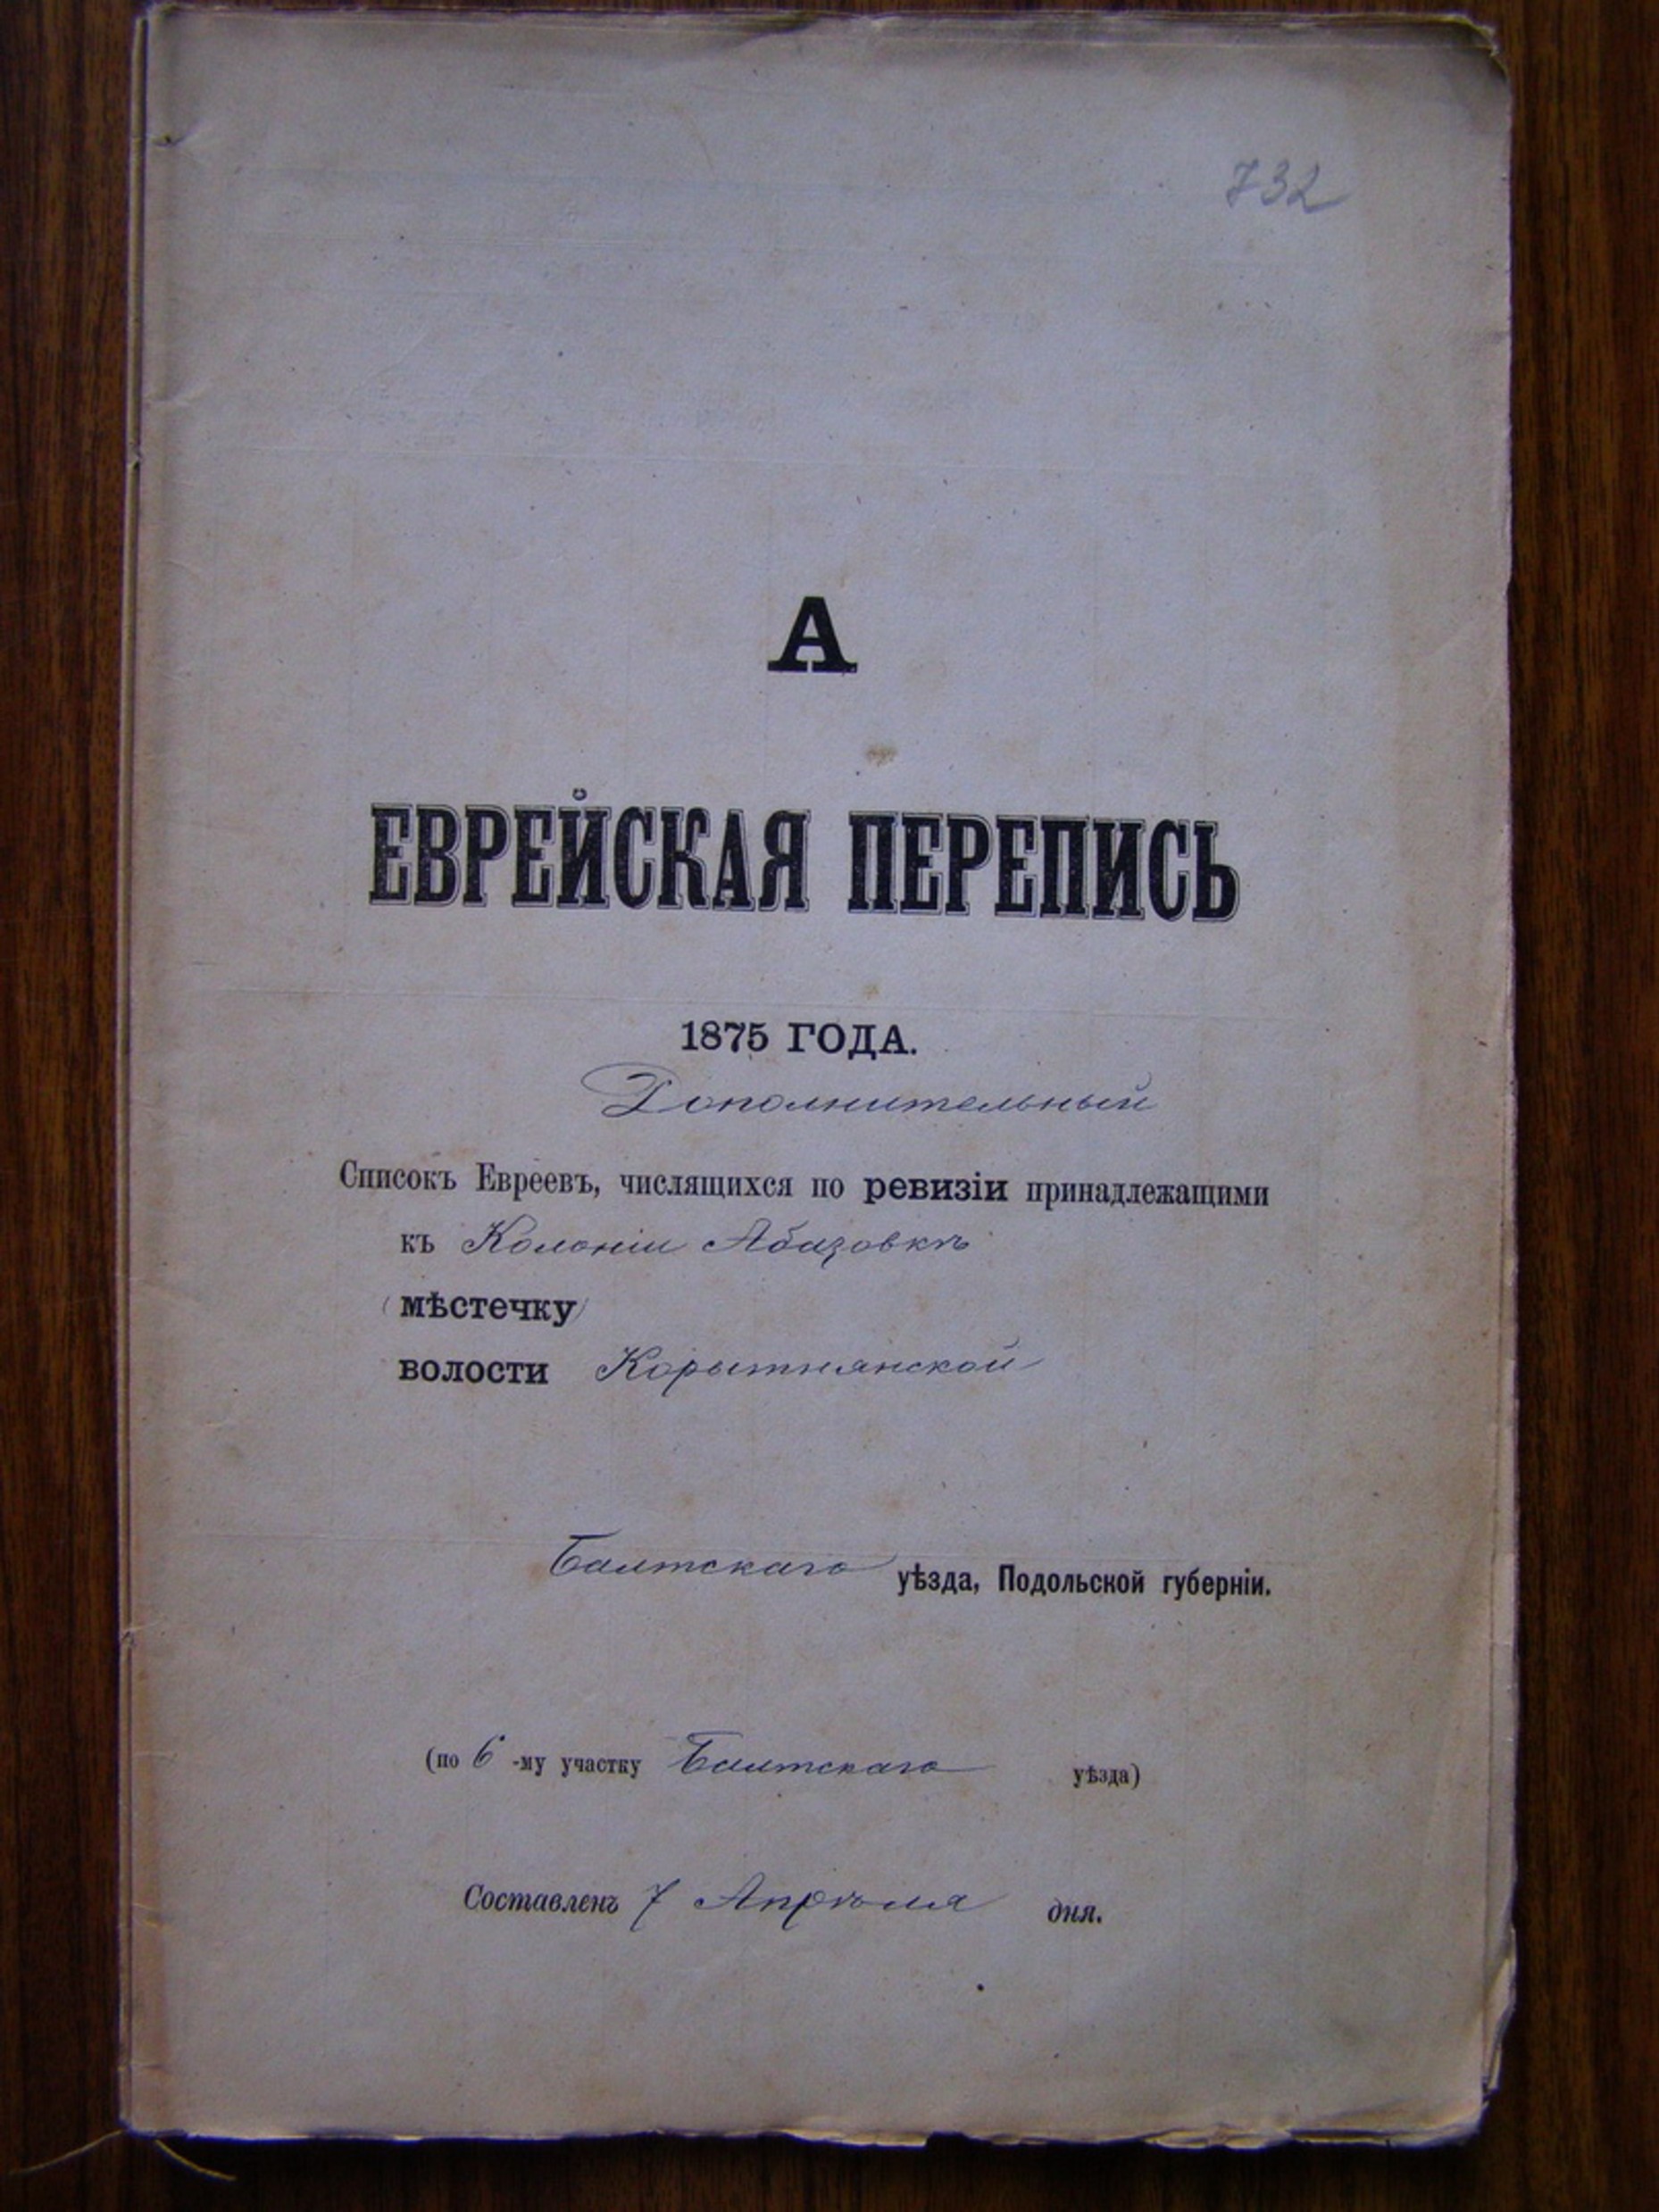 732
А
ЕВРЕЙСКАЯ ПЕРЕПИСЬ
1875 ГОДА.
Дополнительный
Списокъ Евреевъ, числящихся по ревизіи принадлежащими
къ Колоніи Абазовкѣ
(мѣстечку)
волости Корытнянской
Балтскаго уѣзда, Подольской губерніи.
(по 6 -му участку Балтскаго уѣзда)
Составленъ 7 Апрѣля дня.